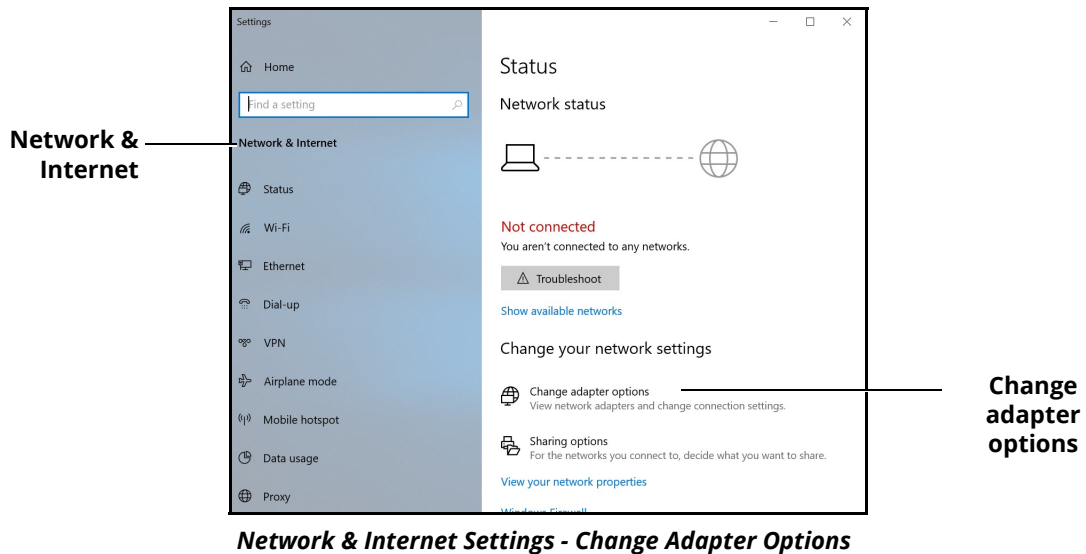 Settings
Home
Find a setting
Network & Internet
Status
Wi-Fi
Ethernet
Dial-up
VPN
Airplane mode
Mobile hotspot
Data usage
Proxy
Status
Network status
Not connected
You aren't connected to any networks.
Troubleshoot
Show available networks
Change your network settings
Change adapter options
View network adapters and change connection settings.
Sharing options
For the networks you connect to, decide what you want to share.
View your network properties
Windows Firewall
Network &
Internet
Change
adapter
options
Network & Internet Settings - Change Adapter Options